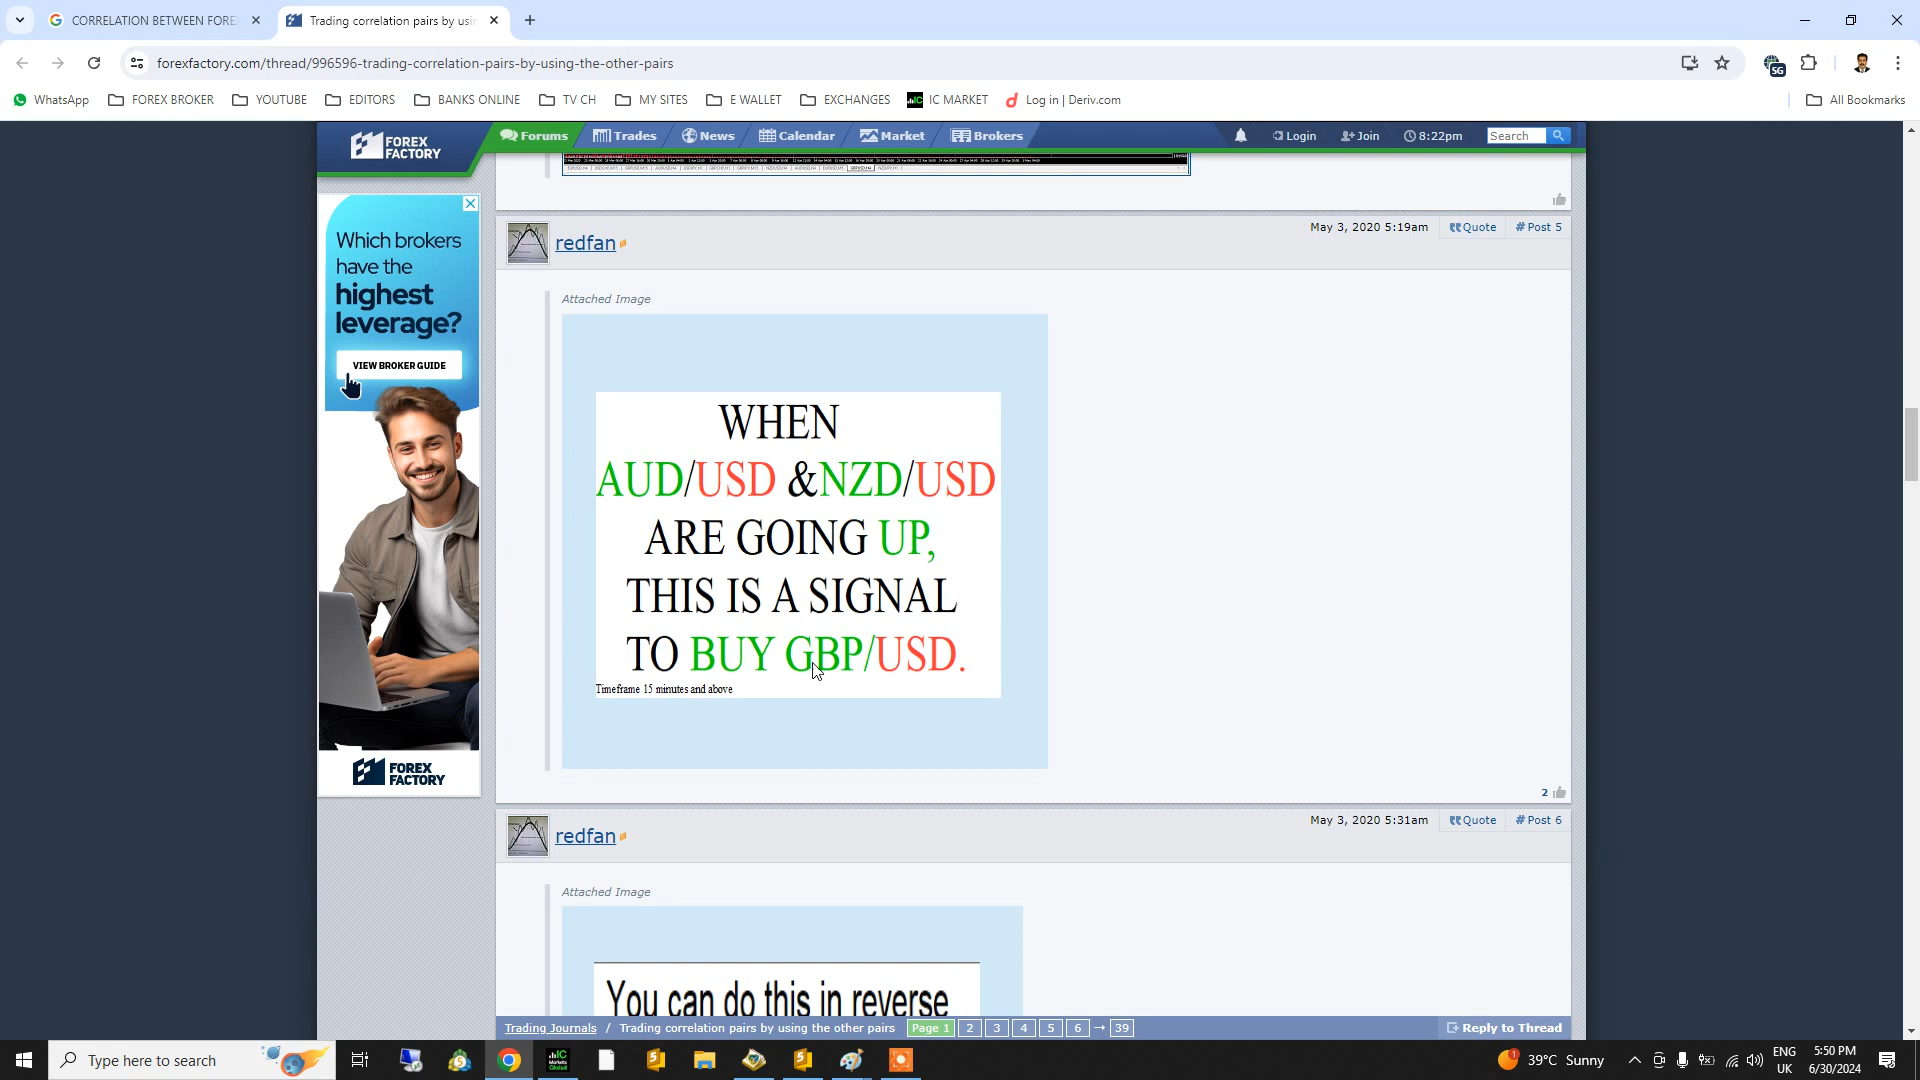 CORRELATION BETWEEN FORE
Trading correlation pairs by usi
forexfactory.com/thread/996596-trading-correlation-pairs-by-using-the-other-pairs
SG
WhatsApp
FOREX BROKER
YOUTUBE
EDITORS
BANKS ONLINE
TV CH
MY SITES
E WALLET
EXCHANGES
IC MARKET
Log in | Deriv.com
All Bookmarks
FOREX
FACTORY
Forums
Trades
News
Calendar
Market
Brokers
Login
Join
8:22pm
Search
Which brokers
have the
highest
leverage?
VIEW BROKER GUIDE
FOREX
FACTORY
redfan
May 3, 2020 5:19am
Quote
# Post 5
Attached Image
WHEN
AUD/USD &NZD/USD
ARE GOING UP,
THIS IS A SIGNAL
TO BUY GBP/USD.
Timeframe 15 minutes and above
2
redfan
May 3, 2020 5:31am
Quote
# Post 6
Attached Image
You can do this in reverse
Trading Journals / Trading correlation pairs by using the other pairs Page 1 2 3 4 5 6 → 39
Reply to Thread
Type here to search
1
39°C Sunny
ENG
UK
5:50 PM
6/30/2024